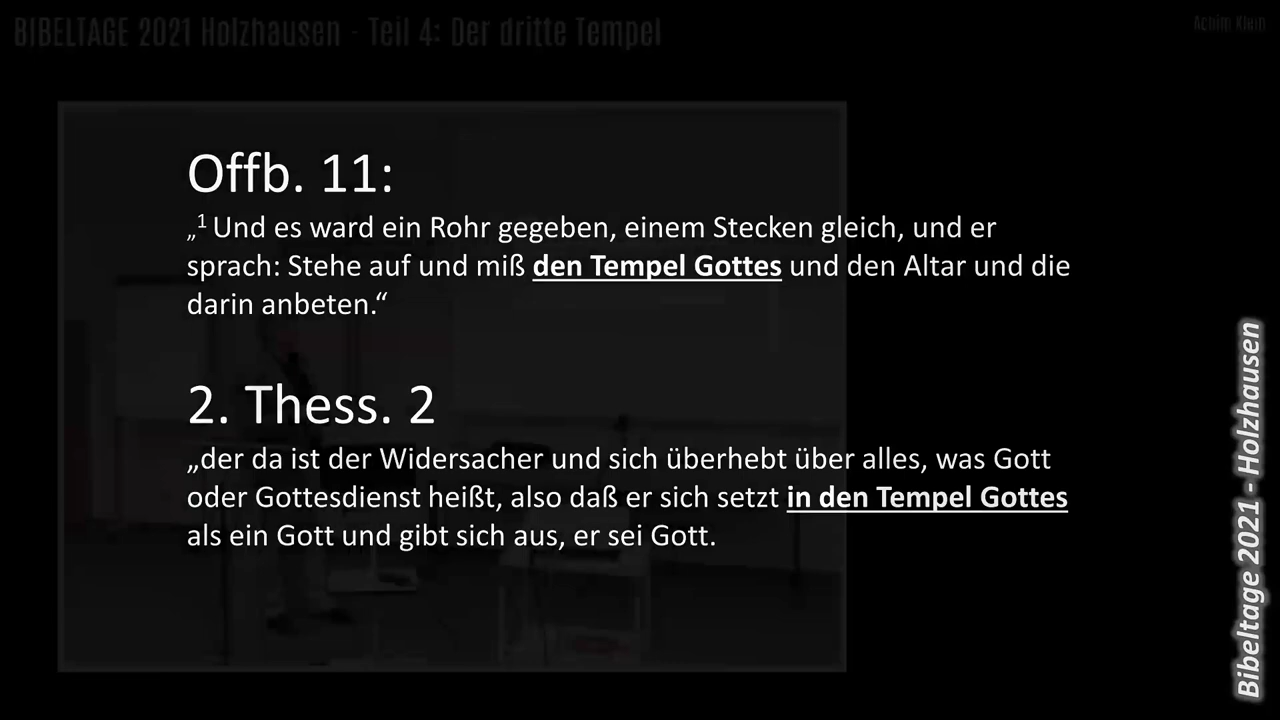 BIBELTAGE 2021 Holzhausen - Teil 4: Der dritte Tempel
Achim Klein
Offb. 11:
„¹ Und es ward ein Rohr gegeben, einem Stecken gleich, und er
sprach: Stehe auf und miß den Tempel Gottes und den Altar und die
darin anbeten.“
2. Thess. 2
„der da ist der Widersacher und sich überhebt über alles, was Gott
oder Gottesdienst heißt, also daß er sich setzt in den Tempel Gottes
als ein Gott und gibt sich aus, er sei Gott.
Bibeltage 2021 - Holzhausen